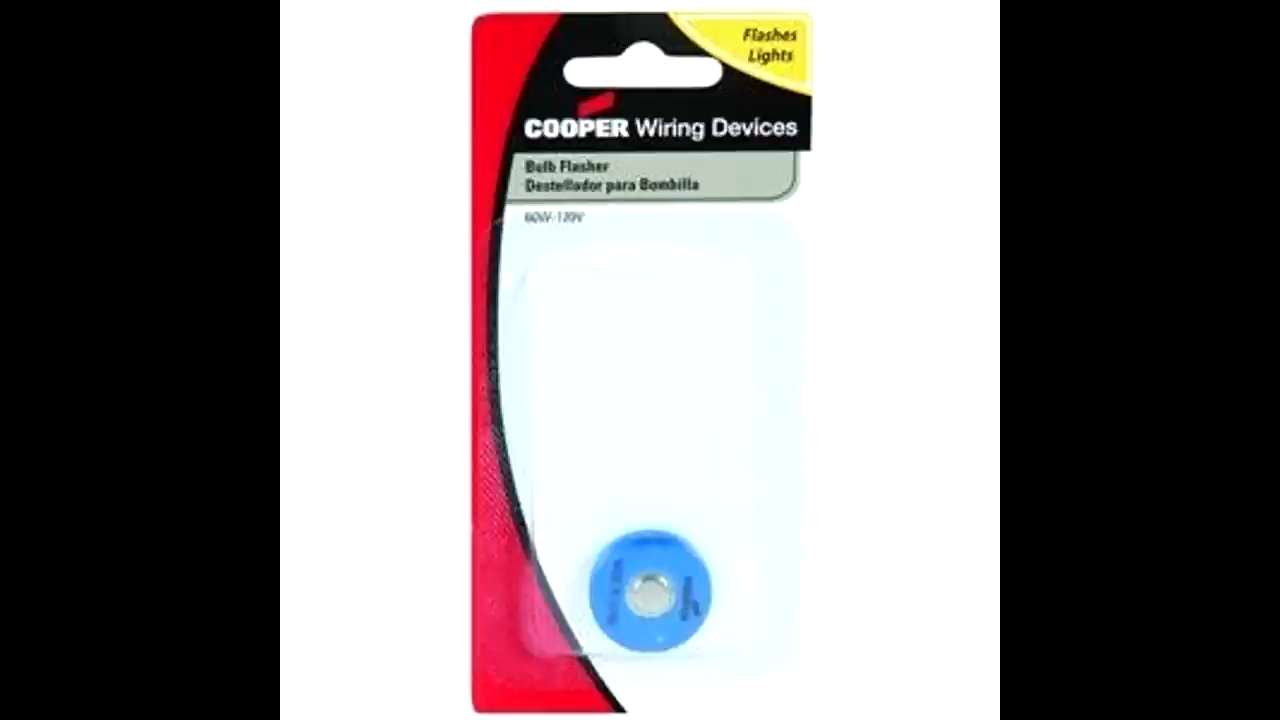 Flashes
Lights
COOPER Wiring Devices
Bulb Flasher
Destellador para Bombilla
60W-120V